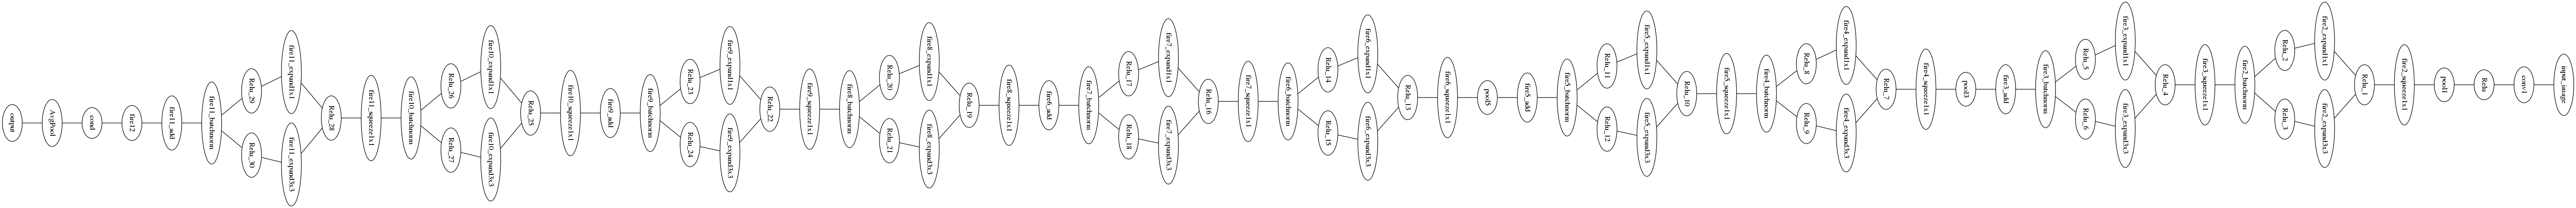 input_image
conv1
Relu
pool1
fire2_squeeze1x1
Relu_1
fire2_expand1x1 fire2_expand3x3
Relu_2 Relu_3
fire2_batchnorm
fire3_squeeze1x1
Relu_4
fire3_expand1x1 fire3_expand3x3
Relu_5 Relu_6
fire3_batchnorm
fire3_add
pool3
fire4_squeeze1x1
Relu_7
fire4_expand1x1 fire4_expand3x3
Relu_8 Relu_9
fire4_batchnorm
fire5_squeeze1x1
Relu_10
fire5_expand1x1 fire5_expand3x3
Relu_11 Relu_12
fire5_batchnorm
fire5_add
pool5
fire6_squeeze1x1
Relu_13
fire6_expand1x1 fire6_expand3x3
Relu_14 Relu_15
fire6_batchnorm
fire7_squeeze1x1
Relu_16
fire7_expand1x1 fire7_expand3x3
Relu_17 Relu_18
fire7_batchnorm
fire6_add
fire8_squeeze1x1
Relu_19
fire8_expand1x1 fire8_expand3x3
Relu_20 Relu_21
fire8_batchnorm
fire9_squeeze1x1
Relu_22
fire9_expand1x1 fire9_expand3x3
Relu_23 Relu_24
fire9_batchnorm
fire9_add
fire10_squeeze1x1
Relu_25
fire10_expand1x1 fire10_expand3x3
Relu_26 Relu_27
fire10_batchnorm
fire11_squeeze1x1
Relu_28
fire11_expand1x1 fire11_expand3x3
Relu_29 Relu_30
fire11_batchnorm
fire11_add
fire12
cond
AvgPool
output